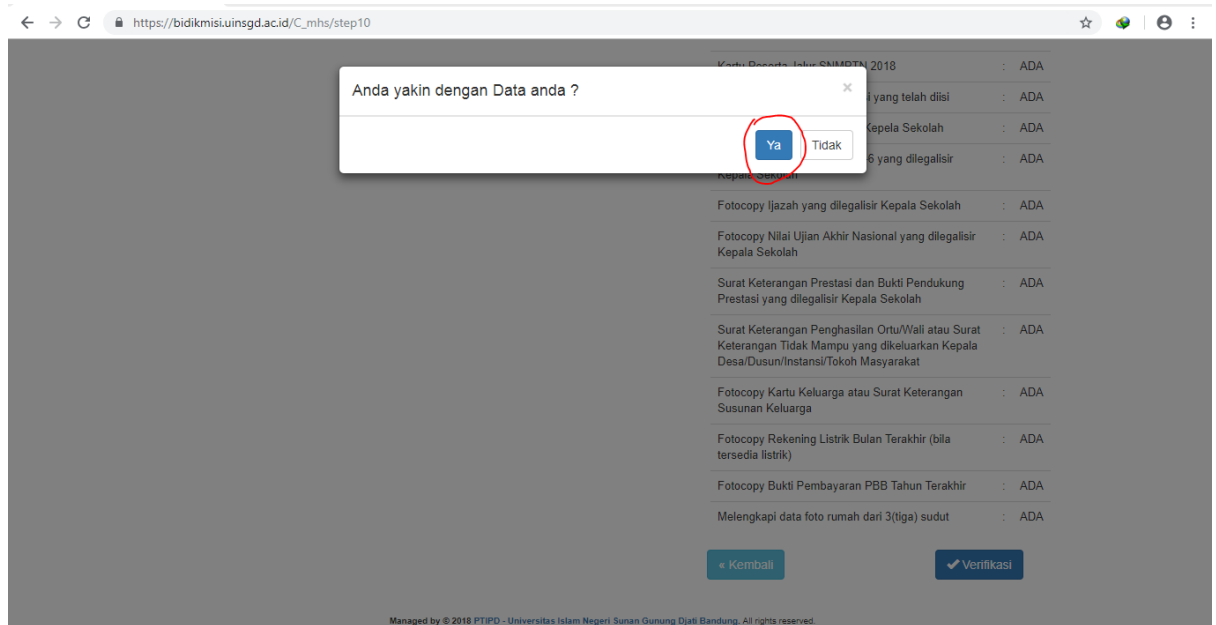 https://bidikmisi.uinsgd.ac.id/C_mhs/step10
Anda yakin dengan Data anda ?
×
Ya
Tidak
Kartu Peserta Jalur SNMPTN 2018 : ADA
i yang telah diisi : ADA
Kepela Sekolah : ADA
6 yang dilegalisir : ADA
Kepala Sekolah
Fotocopy Ijazah yang dilegalisir Kepala Sekolah : ADA
Fotocopy Nilai Ujian Akhir Nasional yang dilegalisir : ADA
Kepala Sekolah
Surat Keterangan Prestasi dan Bukti Pendukung : ADA
Prestasi yang dilegalisir Kepala Sekolah
Surat Keterangan Penghasilan Ortu/Wali atau Surat : ADA
Keterangan Tidak Mampu yang dikeluarkan Kepala
Desa/Dusun/Instansi/Tokoh Masyarakat
Fotocopy Kartu Keluarga atau Surat Keterangan : ADA
Susunan Keluarga
Fotocopy Rekening Listrik Bulan Terakhir (bila : ADA
tersedia listrik)
Fotocopy Bukti Pembayaran PBB Tahun Terakhir : ADA
Melengkapi data foto rumah dari 3(tiga) sudut : ADA
« Kembali
Verifikasi
Managed by © 2018 PTIPD - Universitas Islam Negeri Sunan Gunung Djati Bandung. All rights reserved.